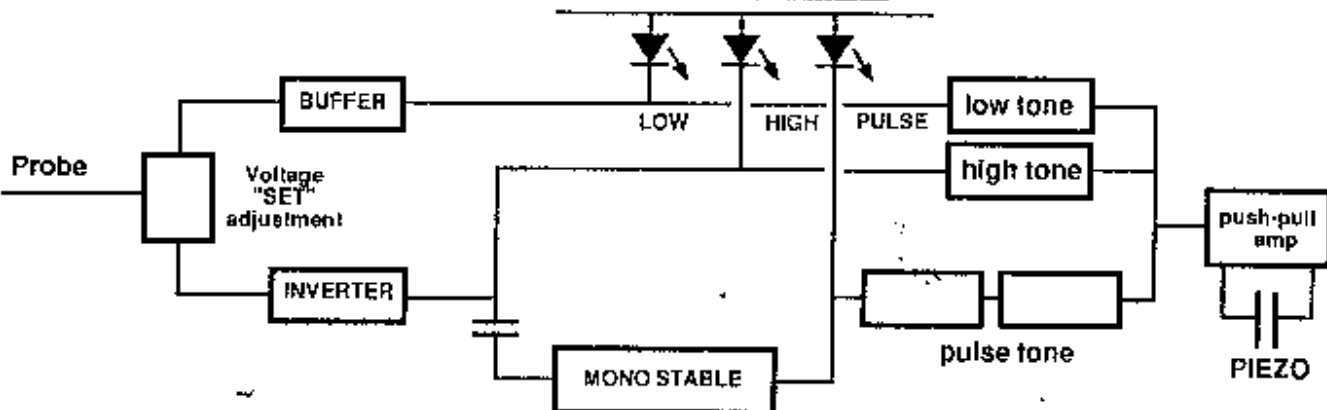 BUFFER
LOW
HIGH
PULSE
low tone
Probe
Voltage
"SET"
adjustment
high tone
push-pull
amp
INVERTER
pulse tone
MONO STABLE
PIEZO